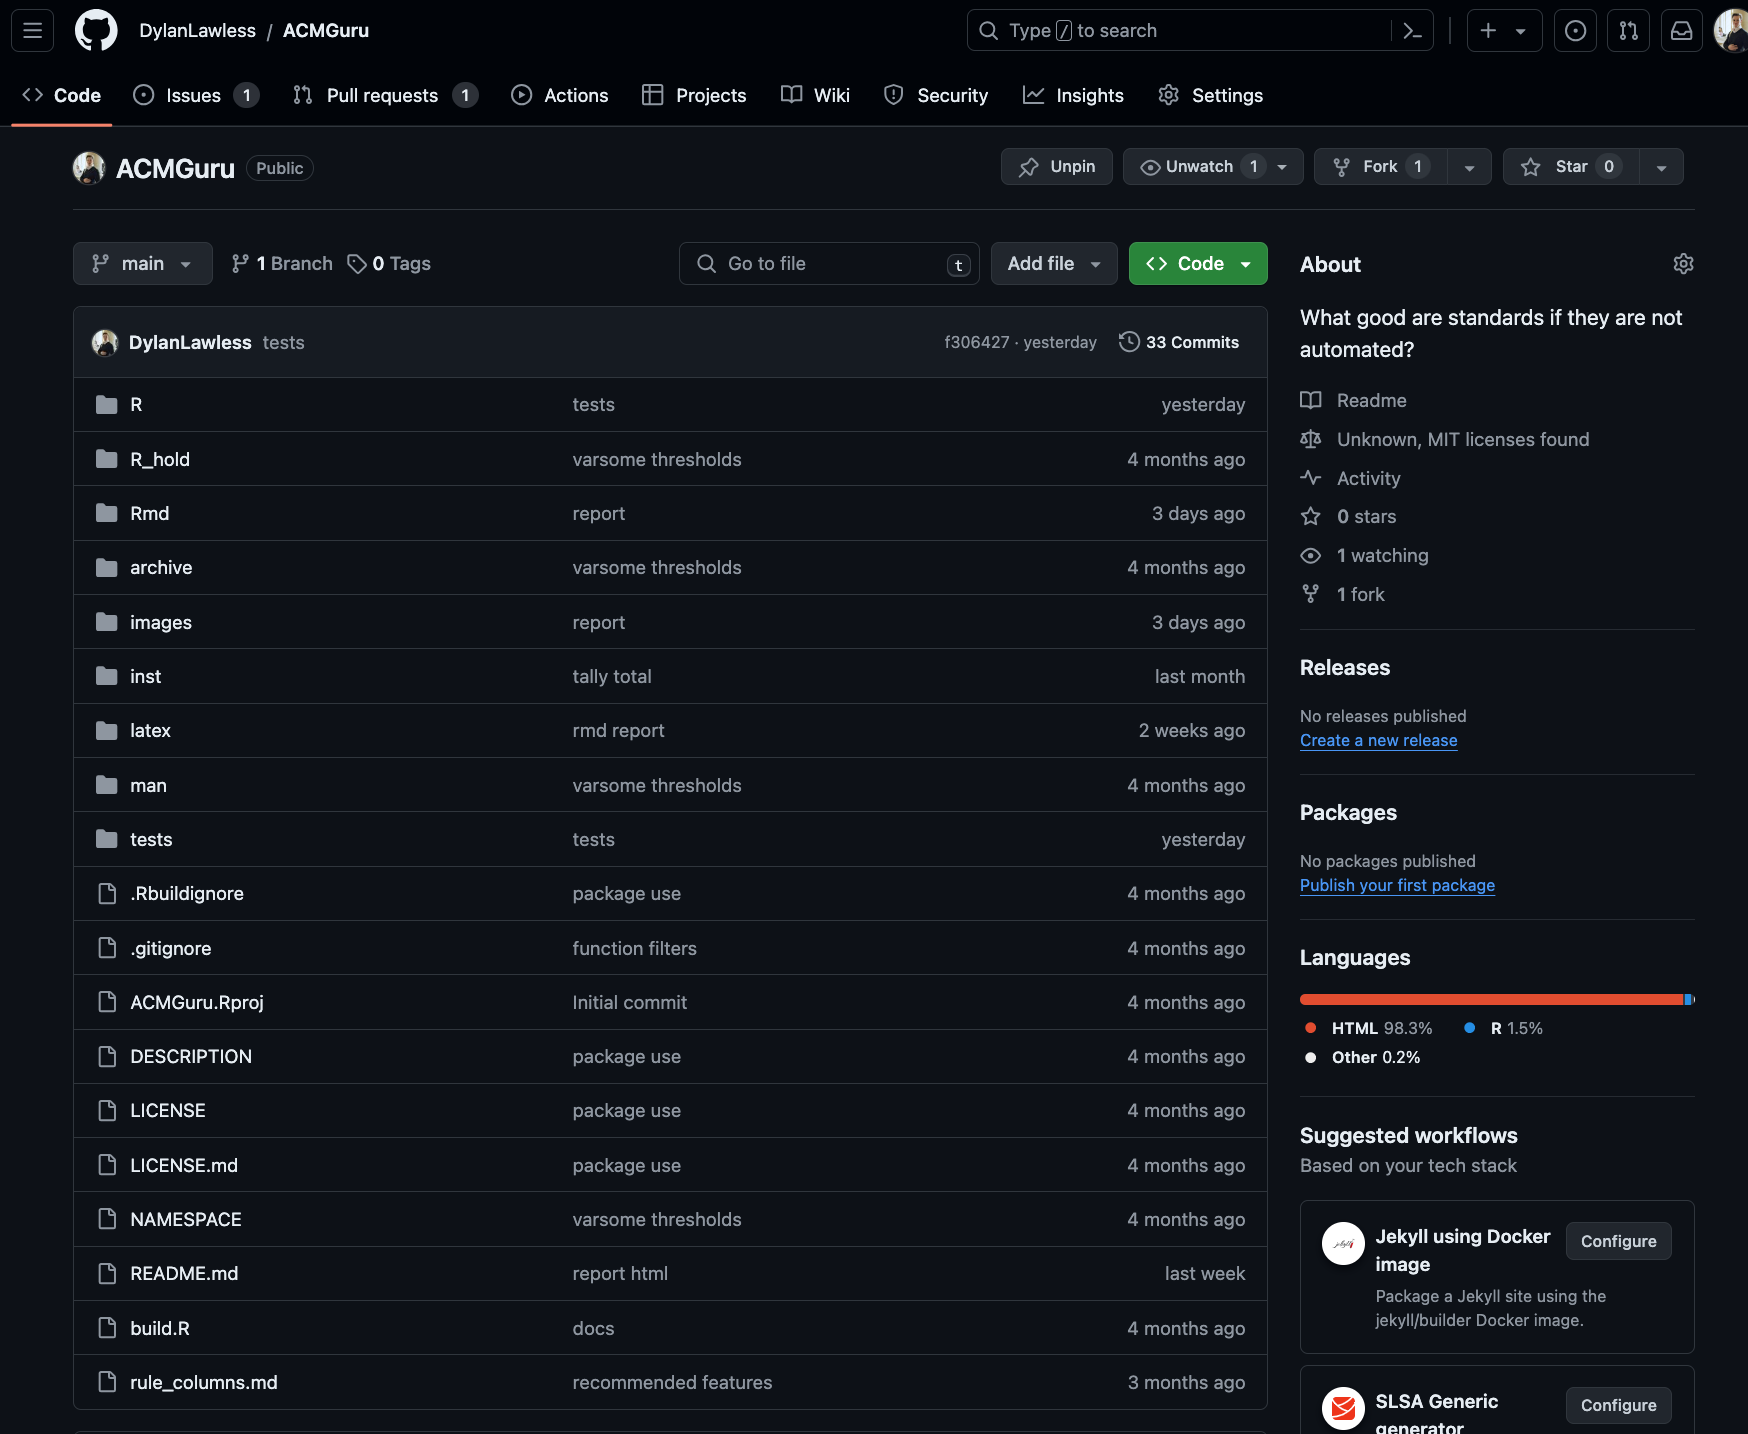 DylanLawless / ACMGuru
Type / to search
Code
Issues 1
Pull requests 1
Actions
Projects
Wiki
Security
Insights
Settings
ACMGuru Public
Unpin
Unwatch 1
Fork 1
Star 0
main
1 Branch
0 Tags
Go to file t
Add file
Code
DylanLawless tests f306427 · yesterday 33 Commits
R tests yesterday
R_hold varsome thresholds 4 months ago
Rmd report 3 days ago
archive varsome thresholds 4 months ago
images report 3 days ago
inst tally total last month
latex rmd report 2 weeks ago
man varsome thresholds 4 months ago
tests tests yesterday
.Rbuildignore package use 4 months ago
.gitignore function filters 4 months ago
ACMGuru.Rproj Initial commit 4 months ago
DESCRIPTION package use 4 months ago
LICENSE package use 4 months ago
LICENSE.md package use 4 months ago
NAMESPACE varsome thresholds 4 months ago
README.md report html last week
build.R docs 4 months ago
rule_columns.md recommended features 3 months ago
About
What good are standards if they are not
automated?
Readme
Unknown, MIT licenses found
Activity
0 stars
1 watching
1 fork
Releases
No releases published
Create a new release
Packages
No packages published
Publish your first package
Languages
HTML 98.3% R 1.5%
Other 0.2%
Suggested workflows
Based on your tech stack
Jekyll using Docker
image
Configure
Package a Jekyll site using the
jekyll/builder Docker image.
SLSA Generic
generator
Configure